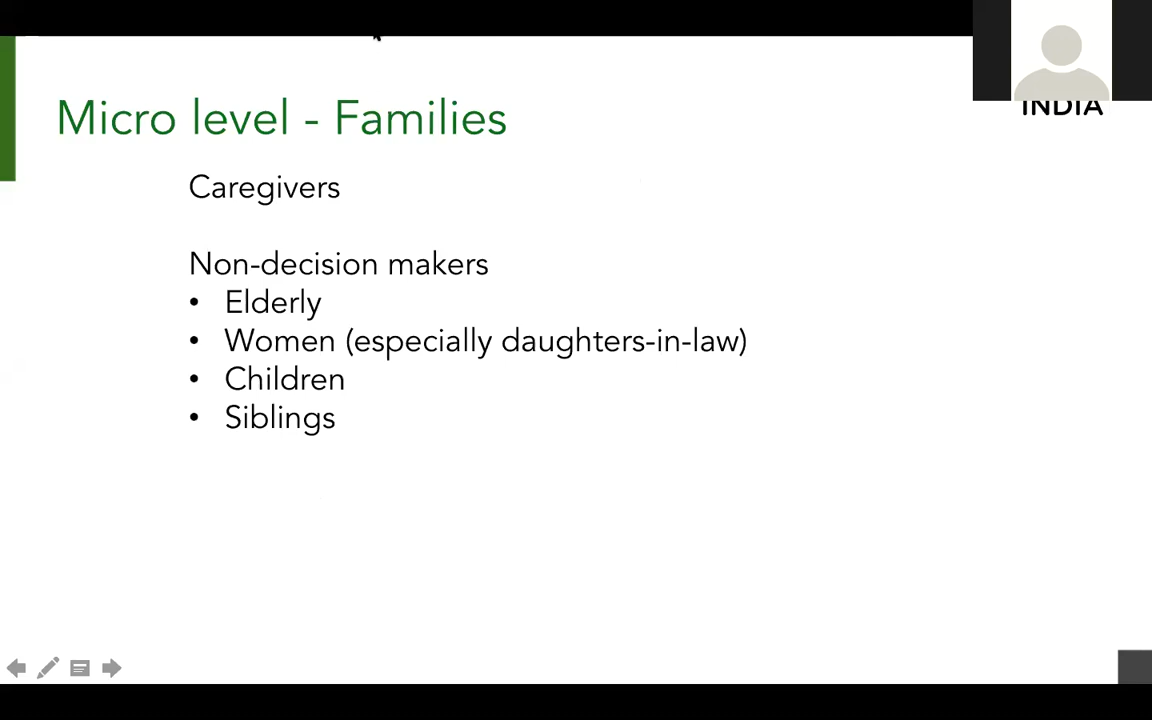 Micro level - Families
INDIA
Caregivers
Non-decision makers
• Elderly
• Women (especially daughters-in-law)
• Children
• Siblings